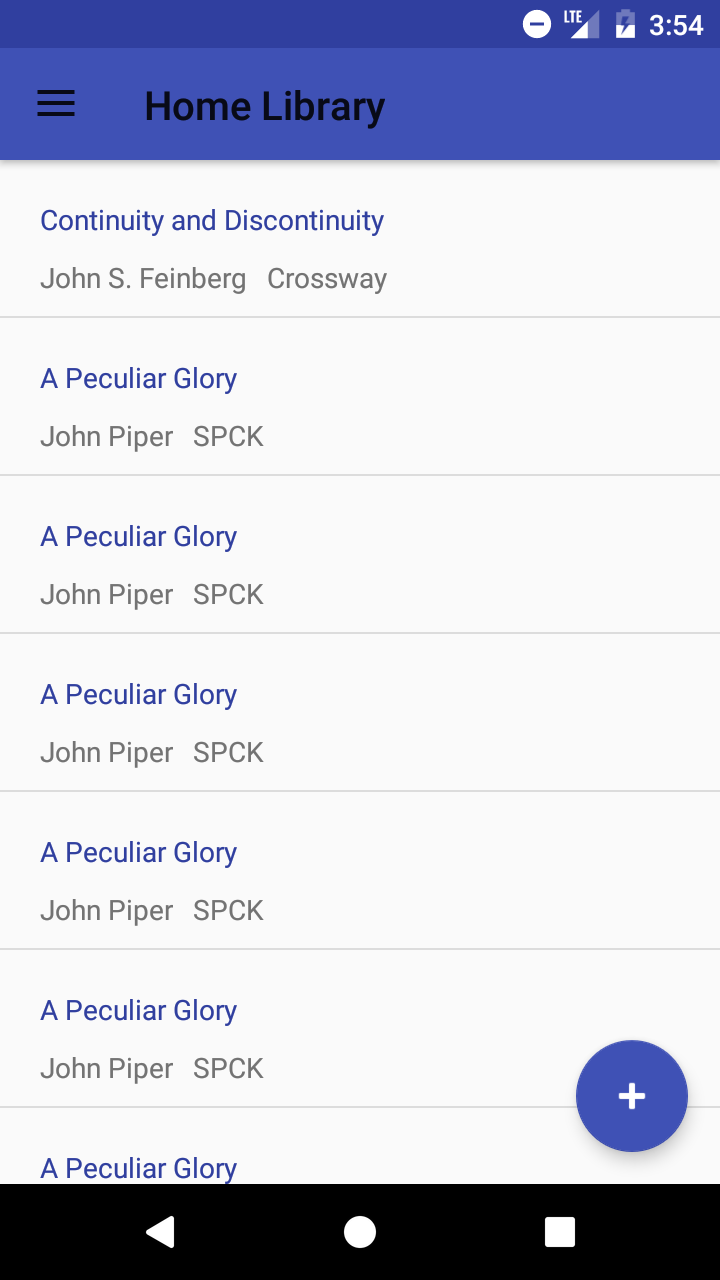 LTE 3:54
Home Library
Continuity and Discontinuity
John S. Feinberg Crossway
A Peculiar Glory
John Piper SPCK
A Peculiar Glory
John Piper SPCK
A Peculiar Glory
John Piper SPCK
A Peculiar Glory
John Piper SPCK
A Peculiar Glory
John Piper SPCK
A Peculiar Glory